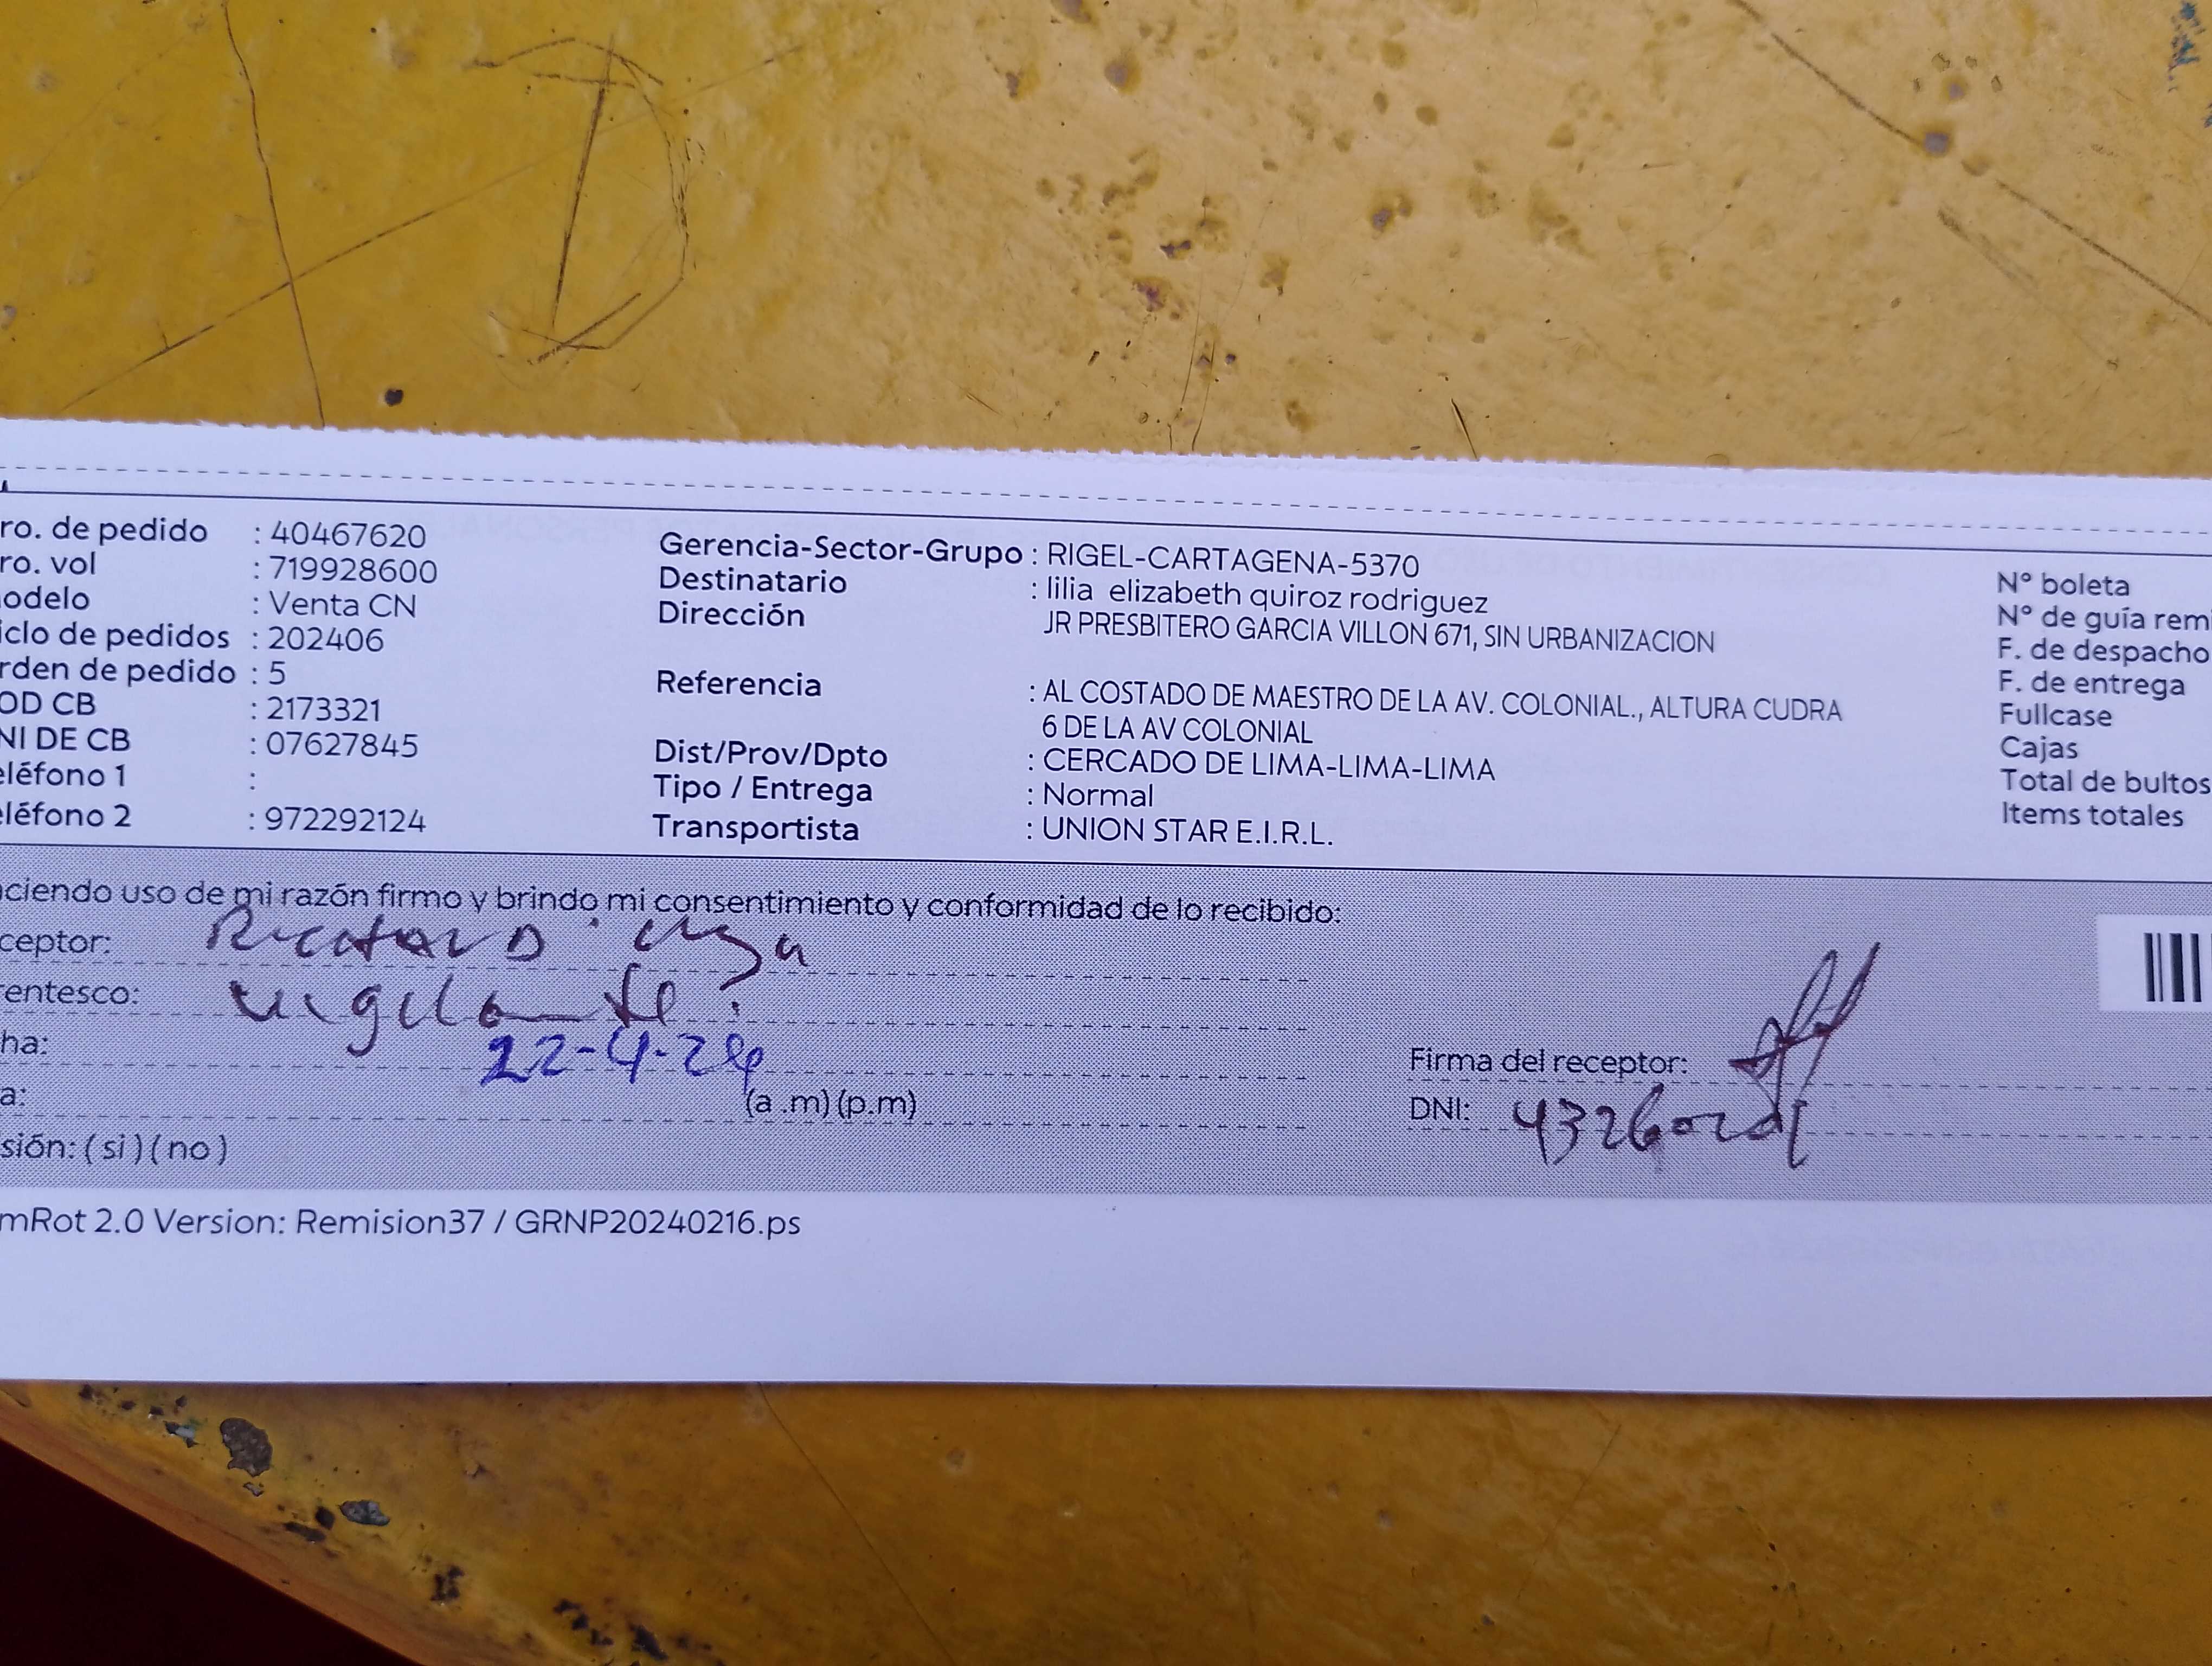 ro. de pedido : 40467620
ro. vol : 719928600
odelo : Venta CN
iclo de pedidos : 202406
rden de pedido : 5
OD CB : 2173321
NI DE CB : 07627845
eléfono 1 :
eléfono 2 : 972292124
Gerencia-Sector-Grupo : RIGEL-CARTAGENA-5370
Destinatario : lilia elizabeth quiroz rodriguez
Dirección JR PRESBITERO GARCIA VILLON 671, SIN URBANIZACION
Referencia : AL COSTADO DE MAESTRO DE LA AV. COLONIAL., ALTURA CUDRA
6 DE LA AV COLONIAL
Dist/Prov/Dpto : CERCADO DE LIMA-LIMA-LIMA
Tipo / Entrega : Normal
Transportista : UNION STAR E.I.R.L.
N° boleta
N° de guía rem
F. de despacho
F. de entrega
Fullcase
Cajas
Total de bultos
Items totales
aciendo uso de mi razón firmo y brindo mi consentimiento y conformidad de lo recibido:
ceptor: Richard
rentesco: vigilante
ha: 22-4-24
a: (a .m) (p.m)
sión: ( si ) ( no )
Firma del receptor:
DNI:
mRot 2.0 Version: Remision37 / GRNP20240216.ps